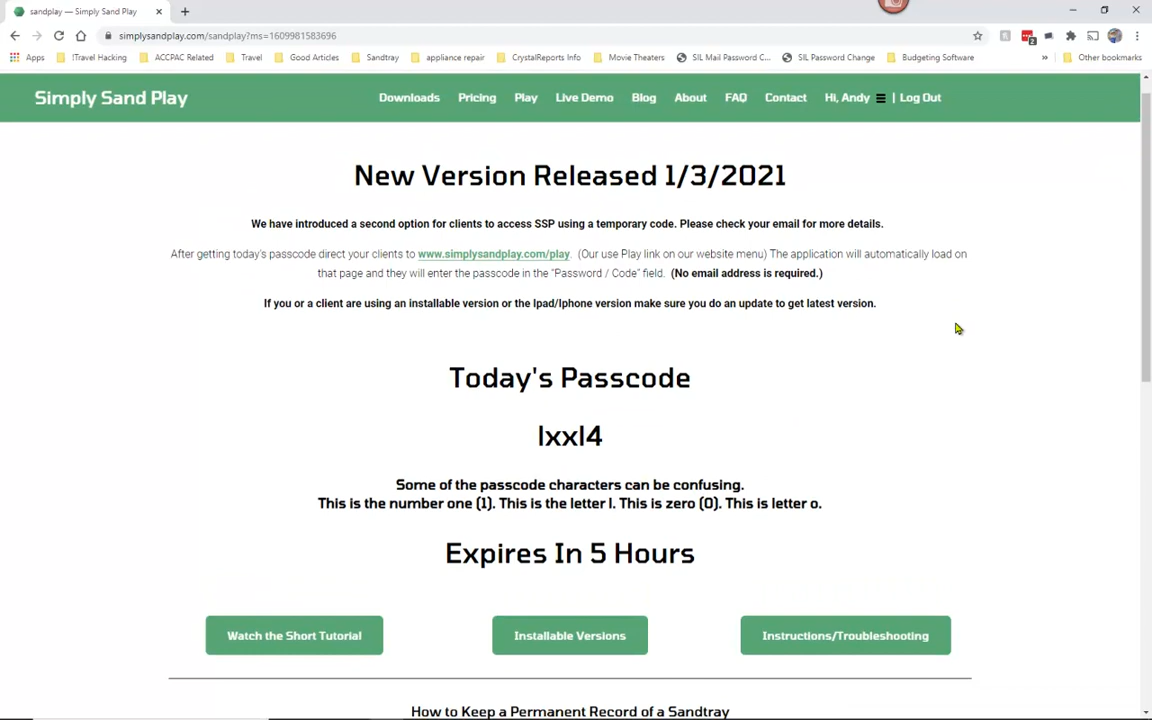 sandplay — Simply Sand Play
simplysandplay.com/sandplay?ms=1609981583696
Apps !Travel Hacking ACCPAC Related Travel Good Articles Sandtray appliance repair CrystalReports Info Movie Theaters SIL Mail Password C... SIL Password Change Budgeting Software » Other bookmarks
Simply Sand Play Downloads Pricing Play Live Demo Blog About FAQ Contact Hi, Andy | Log Out
New Version Released 1/3/2021
We have introduced a second option for clients to access SSP using a temporary code. Please check your email for more details.
After getting today's passcode direct your clients to www.simplysandplay.com/play. (Our use Play link on our website menu) The application will automatically load on
that page and they will enter the passcode in the "Password / Code" field. (No email address is required.)
If you or a client are using an installable version or the Ipad/Iphone version make sure you do an update to get latest version.
Today's Passcode
lxxl4
Some of the passcode characters can be confusing.
This is the number one (1). This is the letter l. This is zero (0). This is letter o.
Expires In 5 Hours
Watch the Short Tutorial Installable Versions Instructions/Troubleshooting
How to Keep a Permanent Record of a Sandtray